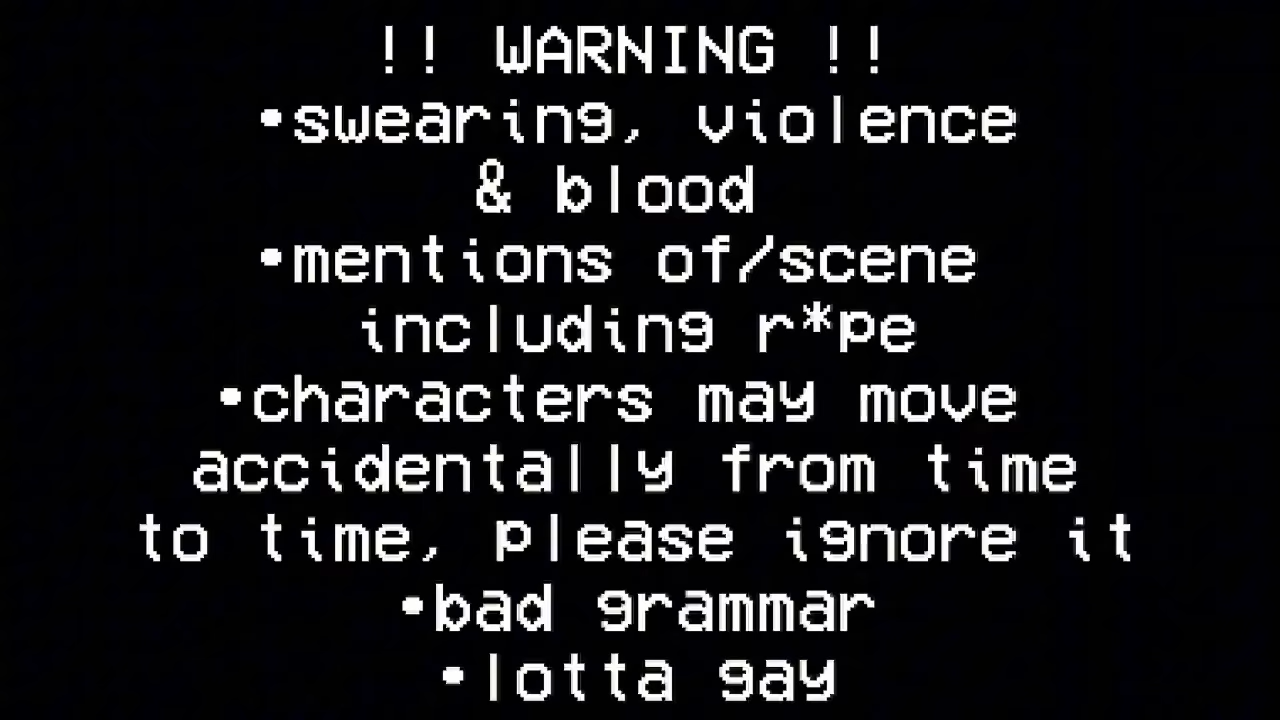 !! WARNING !!
•swearing, violence
& blood
•mentions of/scene
including r*pe
•characters may move
accidentally from time
to time, please ignore it
•bad grammar
•lotta gay